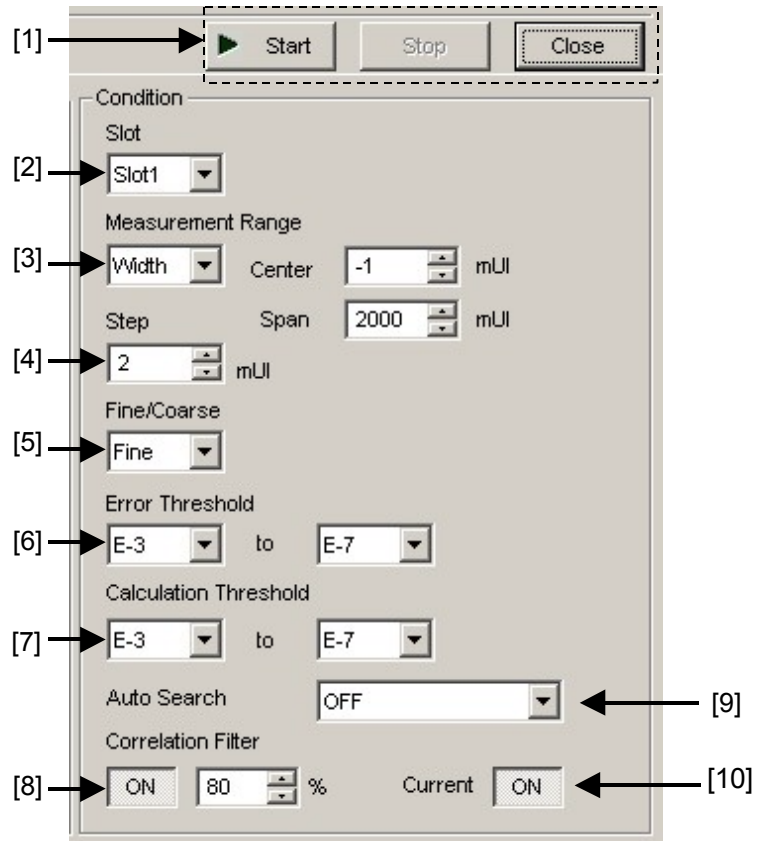 [1] Start Stop Close
Condition
Slot
[2] Slot1
Measurement Range
[3] Width Center -1 mUI
Step Span 2000 mUI
[4] 2 mUI
Fine/Coarse
[5] Fine
Error Threshold
[6] E-3 to E-7
Calculation Threshold
[7] E-3 to E-7
Auto Search OFF [9]
Correlation Filter
[8] ON 80 % Current ON [10]